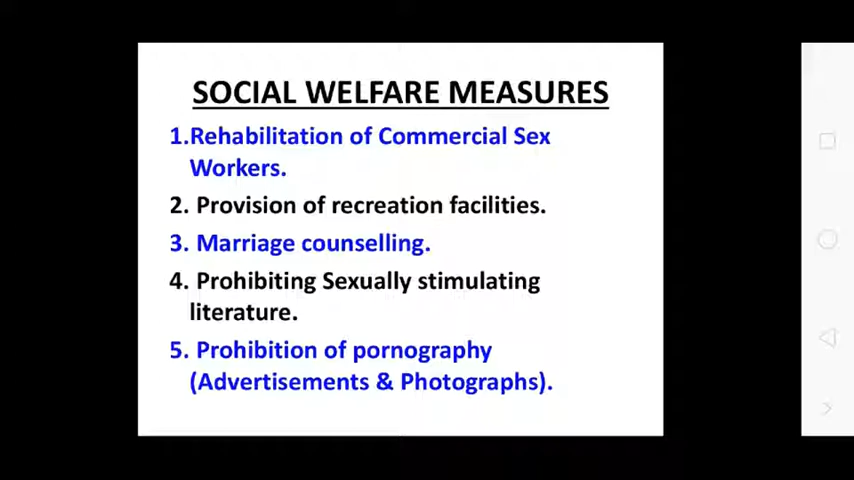 SOCIAL WELFARE MEASURES
1.Rehabilitation of Commercial Sex
Workers.
2. Provision of recreation facilities.
3. Marriage counselling.
4. Prohibiting Sexually stimulating
literature.
5. Prohibition of pornography
(Advertisements & Photographs).